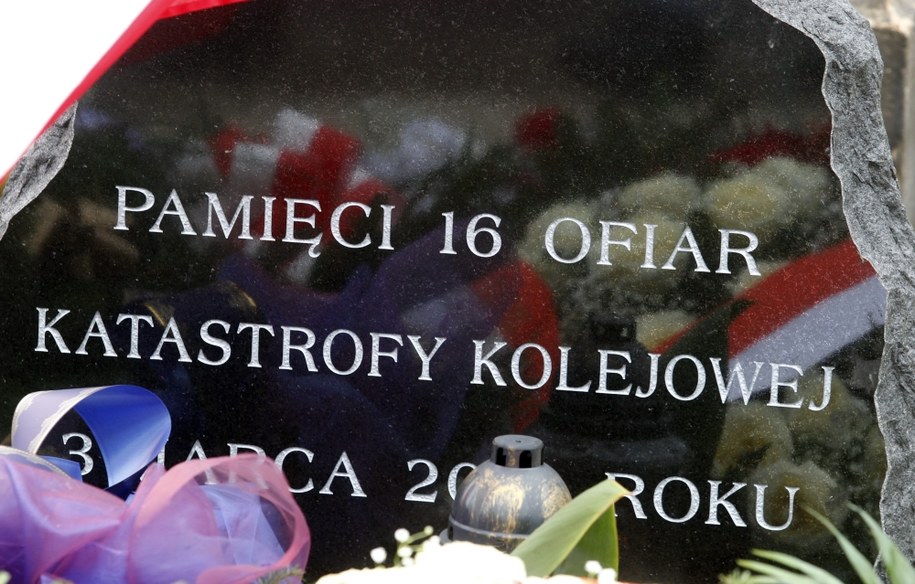 PAMIĘCI 16 OFIAR
KATASTROFY KOLEJOWEJ
3 ROKU